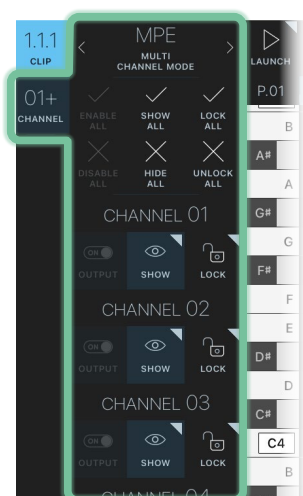 1.1.1
CLIP
01+
CHANNEL
MPE
MULTI
CHANNEL MODE
ENABLE ALL
SHOW ALL
LOCK ALL
DISABLE ALL
HIDE ALL
UNLOCK ALL
CHANNEL 01
ON
OUTPUT
SHOW
LOCK
CHANNEL 02
ON
OUTPUT
SHOW
LOCK
CHANNEL 03
ON
OUTPUT
SHOW
LOCK
CHANNEL 04
LAUNCH
P.01
B
A#
A
G#
G
F#
F
E
D#
D
C#
C4
B